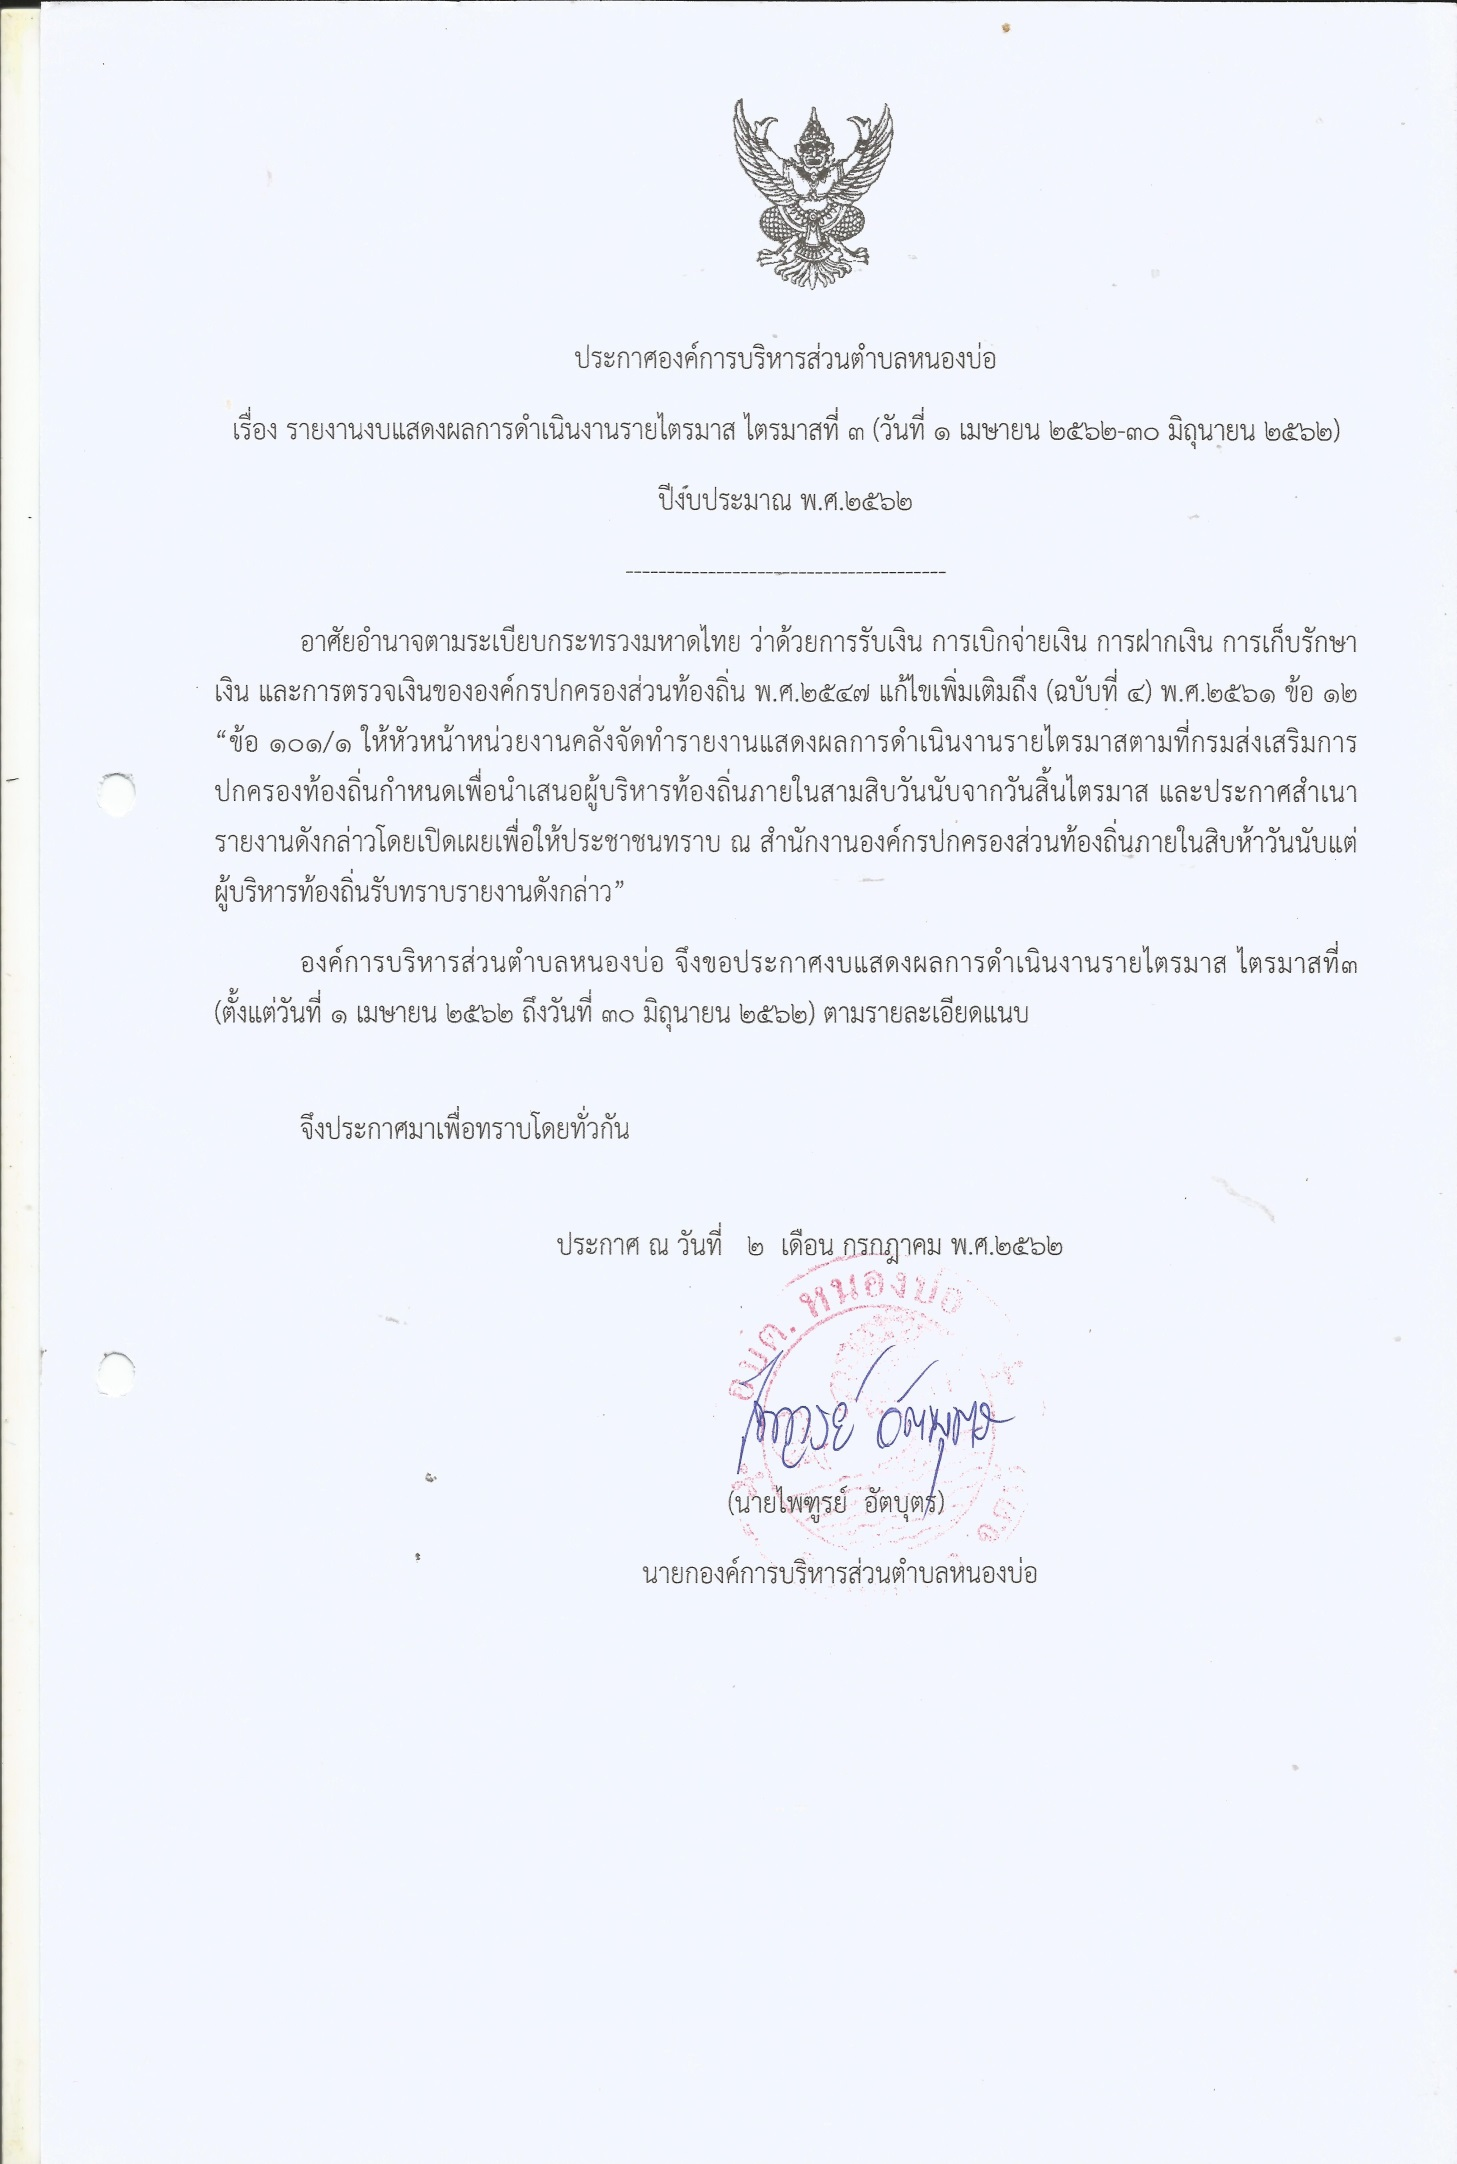 ประกาศองค์การบริหารส่วนตำบลหนองบ่อ
เรื่อง รายงานงบแสดงผลการดำเนินงานรายไตรมาส ไตรมาสที่ ๓ (วันที่ ๑ เมษายน ๒๕๖๒-๓๐ มิถุนายน ๒๕๖๒)
ปีงบประมาณ พ.ศ.๒๕๖๒
---------------------------------------
อาศัยอำนาจตามระเบียบกระทรวงมหาดไทย ว่าด้วยการรับเงิน การเบิกจ่ายเงิน การฝากเงิน การเก็บรักษา
เงิน และการตรวจเงินขององค์กรปกครองส่วนท้องถิ่น พ.ศ.๒๕๔๗ แก้ไขเพิ่มเติมถึง (ฉบับที่ ๔) พ.ศ.๒๕๖๑ ข้อ ๑๒
“ข้อ ๑๐๑/๑ ให้หัวหน้าหน่วยงานคลังจัดทำรายงานแสดงผลการดำเนินงานรายไตรมาสตามที่กรมส่งเสริมการ
ปกครองท้องถิ่นกำหนดเพื่อนำเสนอผู้บริหารท้องถิ่นภายในสามสิบวันนับจากวันสิ้นไตรมาส และประกาศสำเนา
รายงานดังกล่าวโดยเปิดเผยเพื่อให้ประชาชนทราบ ณ สำนักงานองค์กรปกครองส่วนท้องถิ่นภายในสิบห้าวันนับแต่
ผู้บริหารท้องถิ่นรับทราบรายงานดังกล่าว”
องค์การบริหารส่วนตำบลหนองบ่อ จึงขอประกาศงบแสดงผลการดำเนินงานรายไตรมาส ไตรมาสที่๓
(ตั้งแต่วันที่ ๑ เมษายน ๒๕๖๒ ถึงวันที่ ๓๐ มิถุนายน ๒๕๖๒) ตามรายละเอียดแนบ
จึงประกาศมาเพื่อทราบโดยทั่วกัน
ประกาศ ณ วันที่ ๒ เดือน กรกฎาคม พ.ศ.๒๕๖๒
อบต. หนองบ่อ
ไพฑูรย์ อัตบุตร
(นายไพฑูรย์ อัตบุตร)
นายกองค์การบริหารส่วนตำบลหนองบ่อ